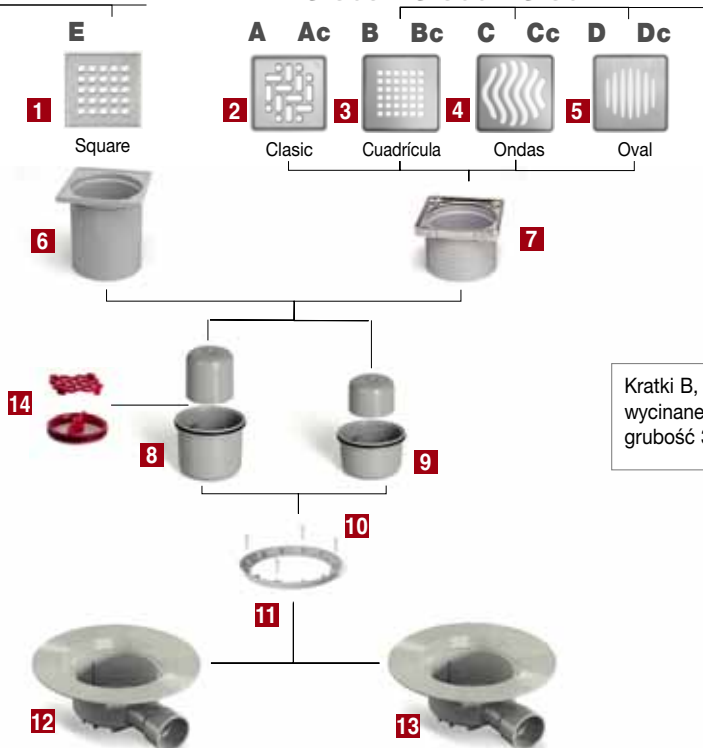 E A Ac B Bc C Cc D Dc
1 2 3 4 5
Square Clasic Cuadrícula Ondas Oval
6 7
14
8 9
Kratki B,
wycinane
grubość
10
11
12 13